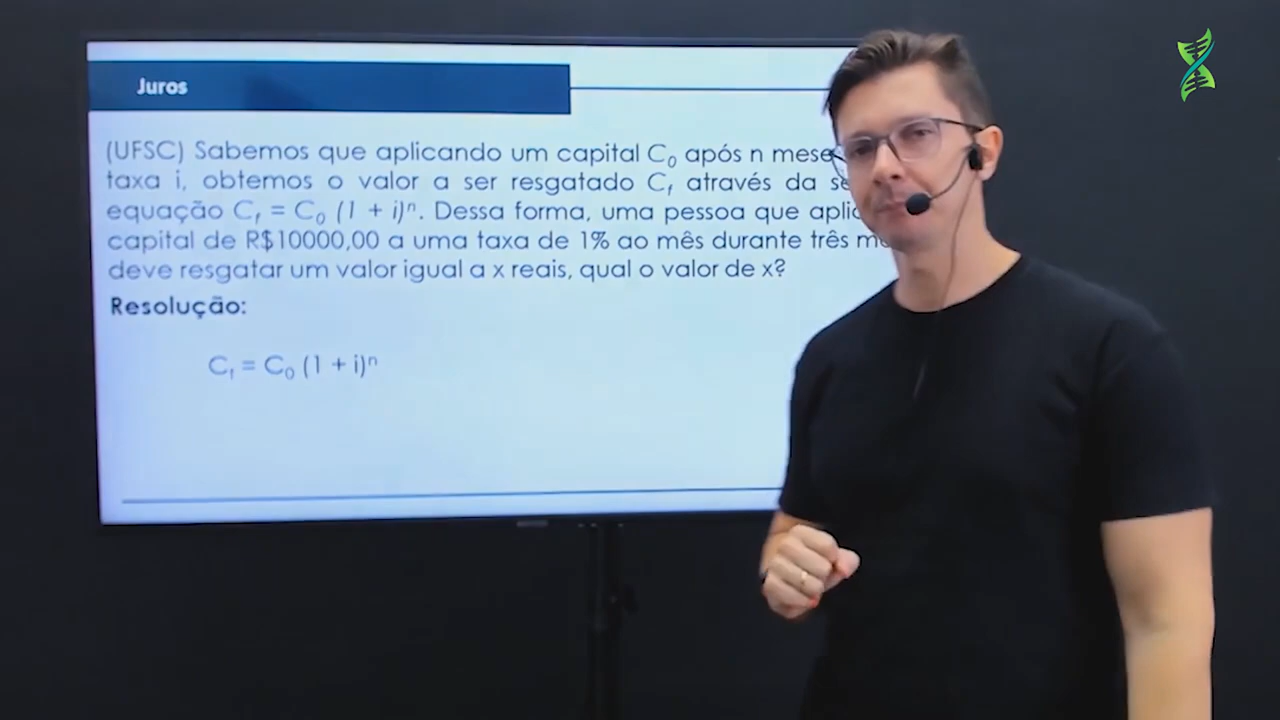 Juros
(UFSC) Sabemos que aplicando um capital C₀ após n mese
taxa i, obtemos o valor a ser resgatado Cf através da se
equação Cf = C₀ (1 + i)ⁿ. Dessa forma, uma pessoa que aplic
capital de R$10000,00 a uma taxa de 1% ao mês durante três me
deve resgatar um valor igual a x reais, qual o valor de x?
Resolução:
Cf = C₀ (1 + i)ⁿ